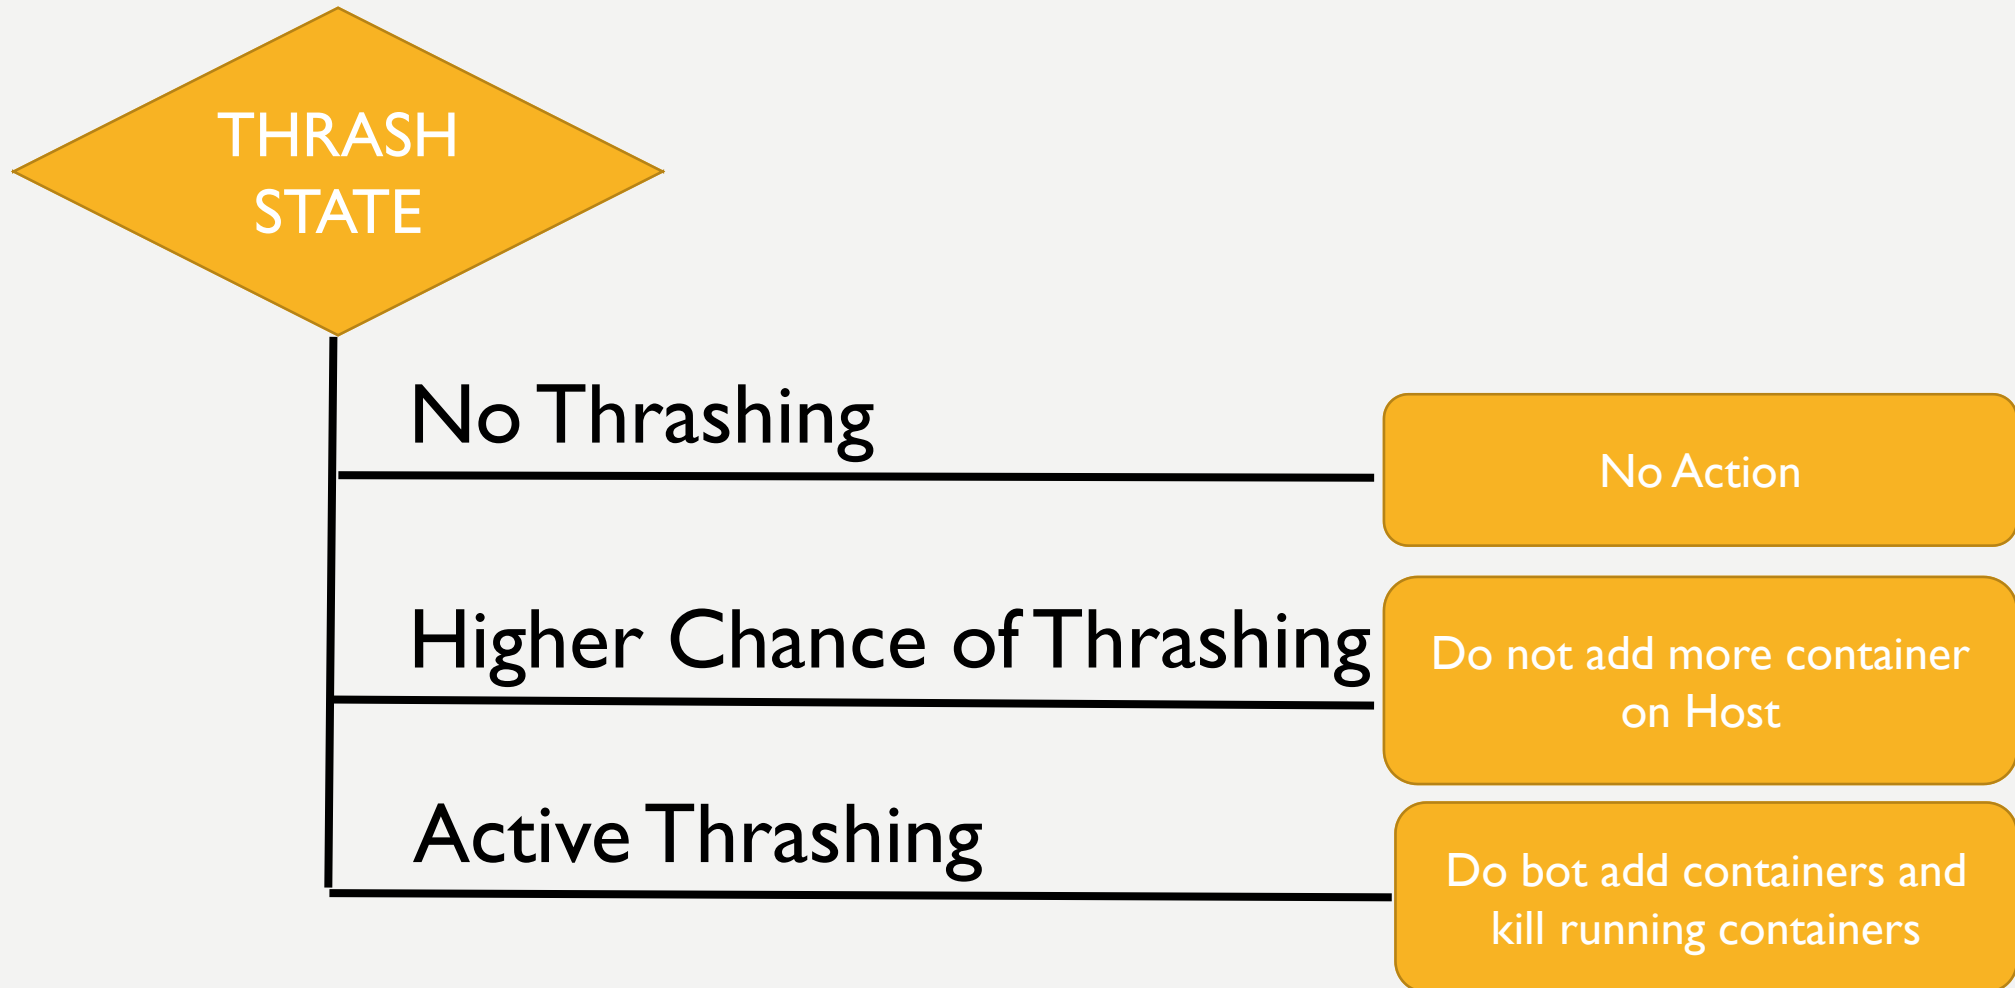 THRASH
STATE
No Thrashing
No Action
Higher Chance of Thrashing
Do not add more container
on Host
Active Thrashing
Do bot add containers and
kill running containers